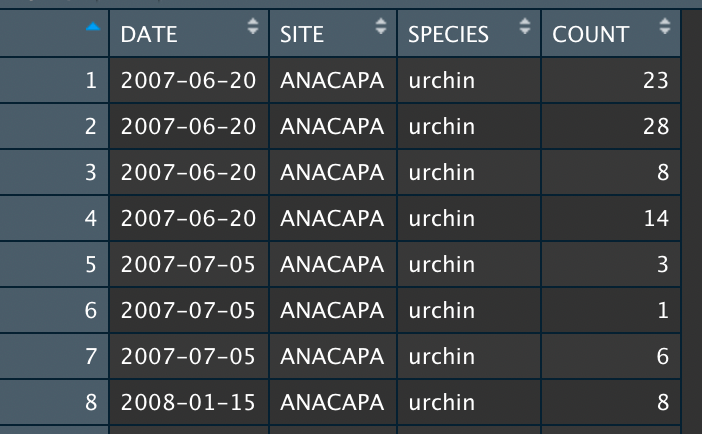 DATE SITE SPECIES COUNT
1 2007-06-20 ANACAPA urchin 23
2 2007-06-20 ANACAPA urchin 28
3 2007-06-20 ANACAPA urchin 8
4 2007-06-20 ANACAPA urchin 14
5 2007-07-05 ANACAPA urchin 3
6 2007-07-05 ANACAPA urchin 1
7 2007-07-05 ANACAPA urchin 6
8 2008-01-15 ANACAPA urchin 8